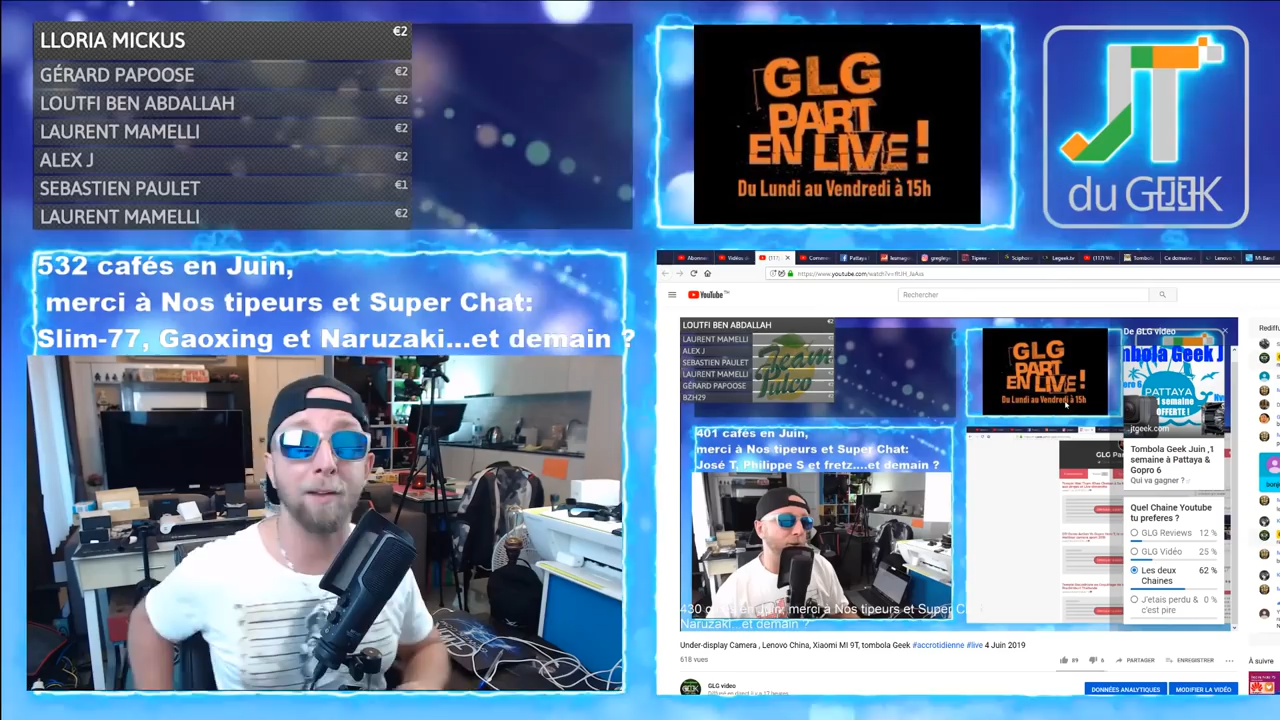 LLORIA MICKUS €2
GÉRARD PAPOOSE €2
LOUTFI BEN ABDALLAH €2
LAURENT MAMELLI €2
ALEX J €2
SEBASTIEN PAULET €1
LAURENT MAMELLI €2
GLG
PART
EN LIVE !
Du Lundi au Vendredi à 15h
JT
du GEEK
532 cafés en Juin,
merci à Nos tipeurs et Super Chat:
Slim-77, Gaoxing et Naruzaki...et demain ?
YouTube
Rechercher
LOUTFI BEN ABDALLAH
LAURENT MAMELLI
ALEX J
SEBASTIEN PAULET
LAURENT MAMELLI
GÉRARD PAPOOSE
BZH29
Team
GLG
PART
EN LIVE !
Du Lundi au Vendredi à 15h
De GLG video
PATTAYA
1 semaine
OFFERTE !
.jtgeek.com
Tombola Geek Juin ,1
semaine à Pattaya &
Gopro 6
Qui va gagner ?
401 cafés en Juin,
merci à Nos tipeurs et Super Chat:
José T, Philippe S et fretz....et demain ?
Quel Chaine Youtube
tu preferes ?
GLG Reviews 12 %
GLG Vidéo 25 %
Les deux
Chaines 62 %
J'etais perdu &
c'est pire 0 %
Naruzaki...et demain ?
Under-display Camera , Lenovo China, Xiaomi MI 9T, tombola Geek #accrotidienne #live 4 Juin 2019
618 vues
89 6 PARTAGER ENREGISTRER
À suivre
GLG video
DONNÉES ANALYTIQUES
MODIFIER LA VIDÉO